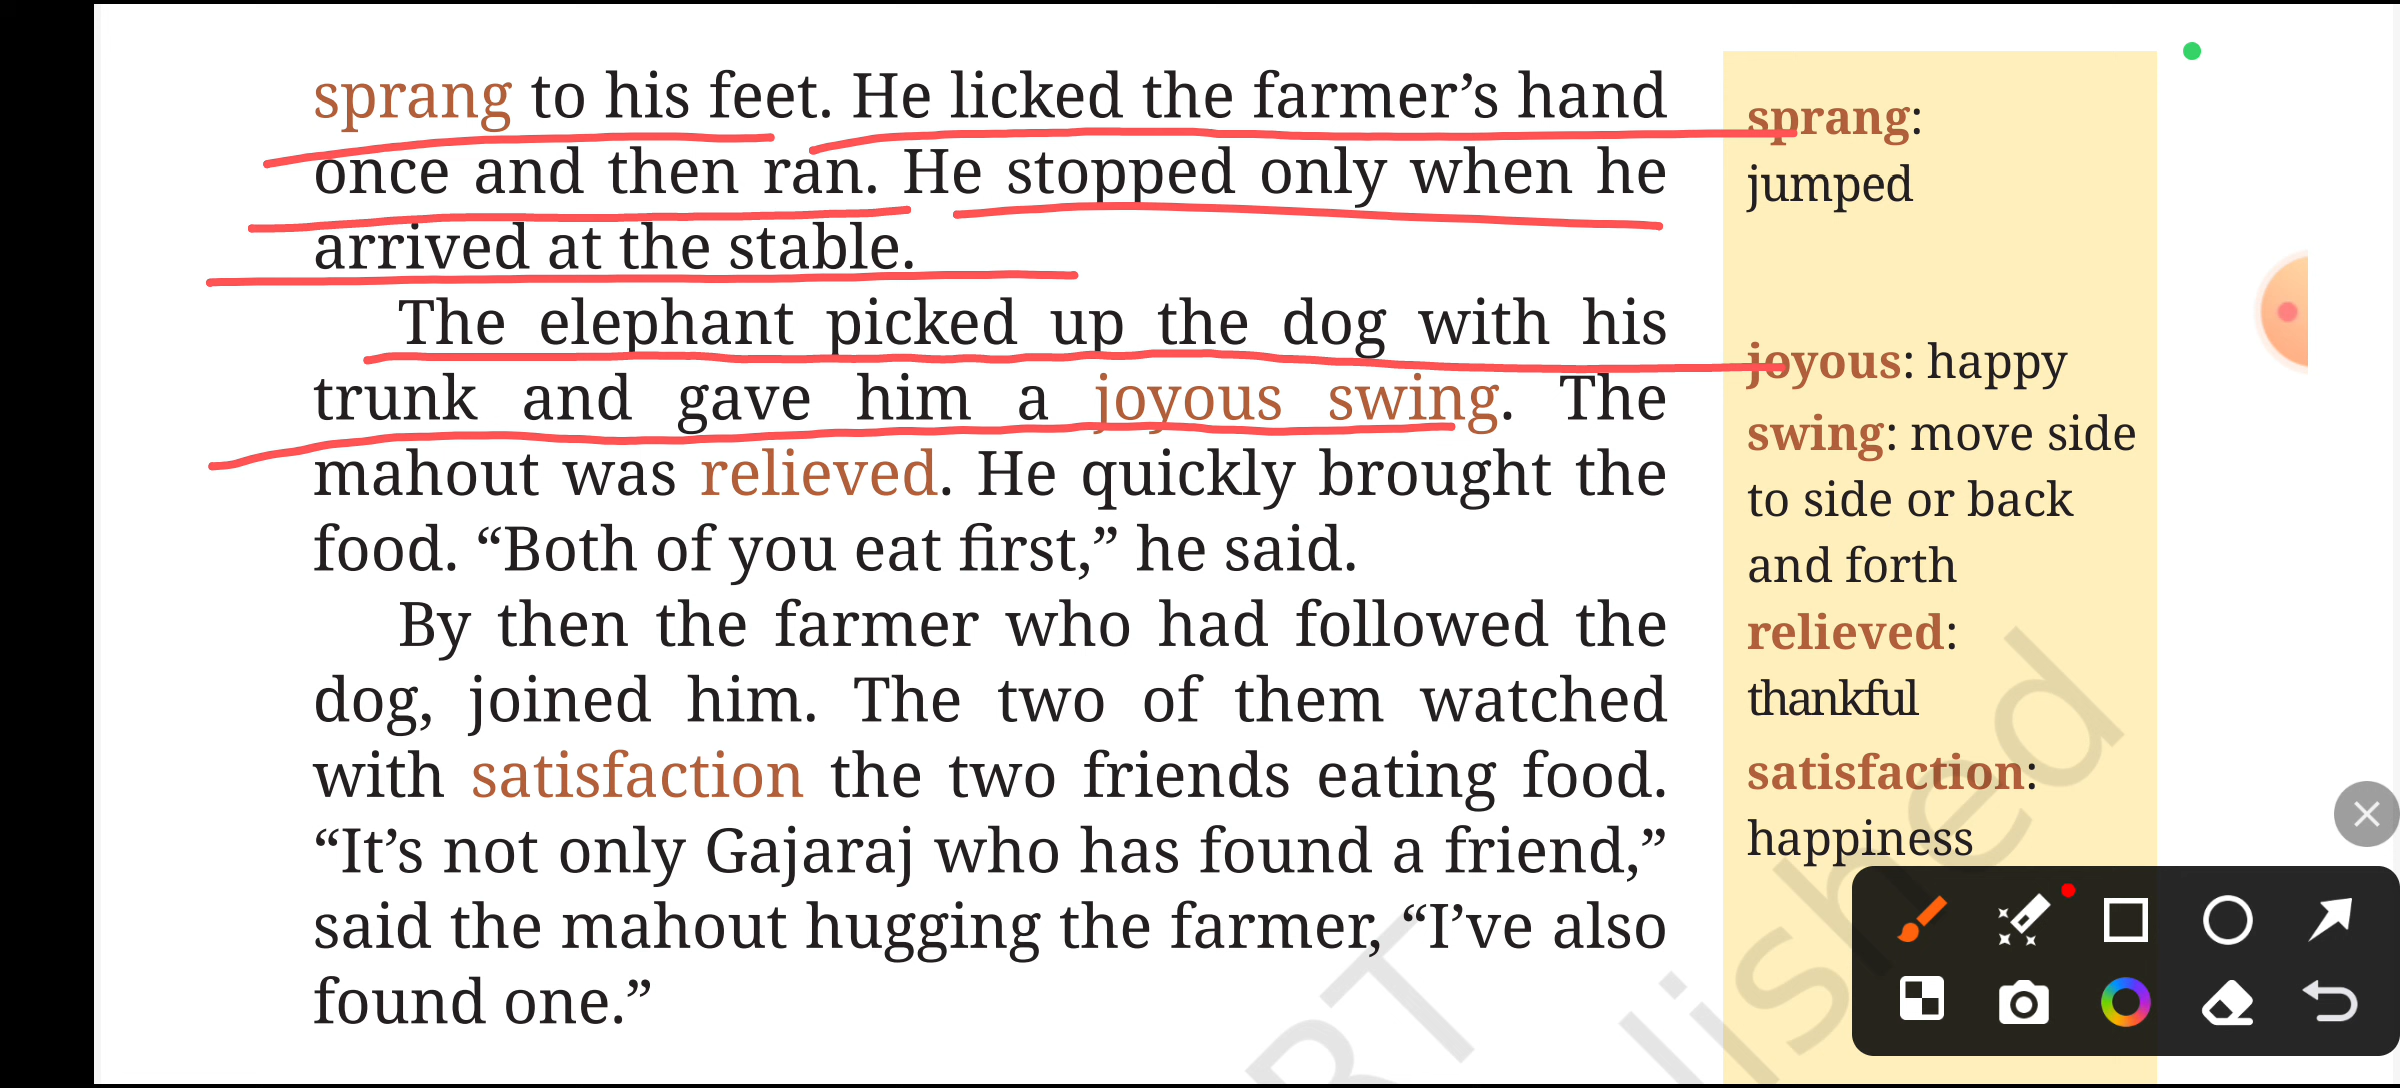 sprang to his feet. He licked the farmer’s hand
once and then ran. He stopped only when he
arrived at the stable.
The elephant picked up the dog with his
trunk and gave him a joyous swing. The
mahout was relieved. He quickly brought the
food. “Both of you eat first,” he said.
By then the farmer who had followed the
dog, joined him. The two of them watched
with satisfaction the two friends eating food.
“It’s not only Gajaraj who has found a friend,”
said the mahout hugging the farmer, “I’ve also
found one.”
sprang:
jumped
joyous: happy
swing: move side
to side or back
and forth
relieved:
thankful
satisfaction:
happiness